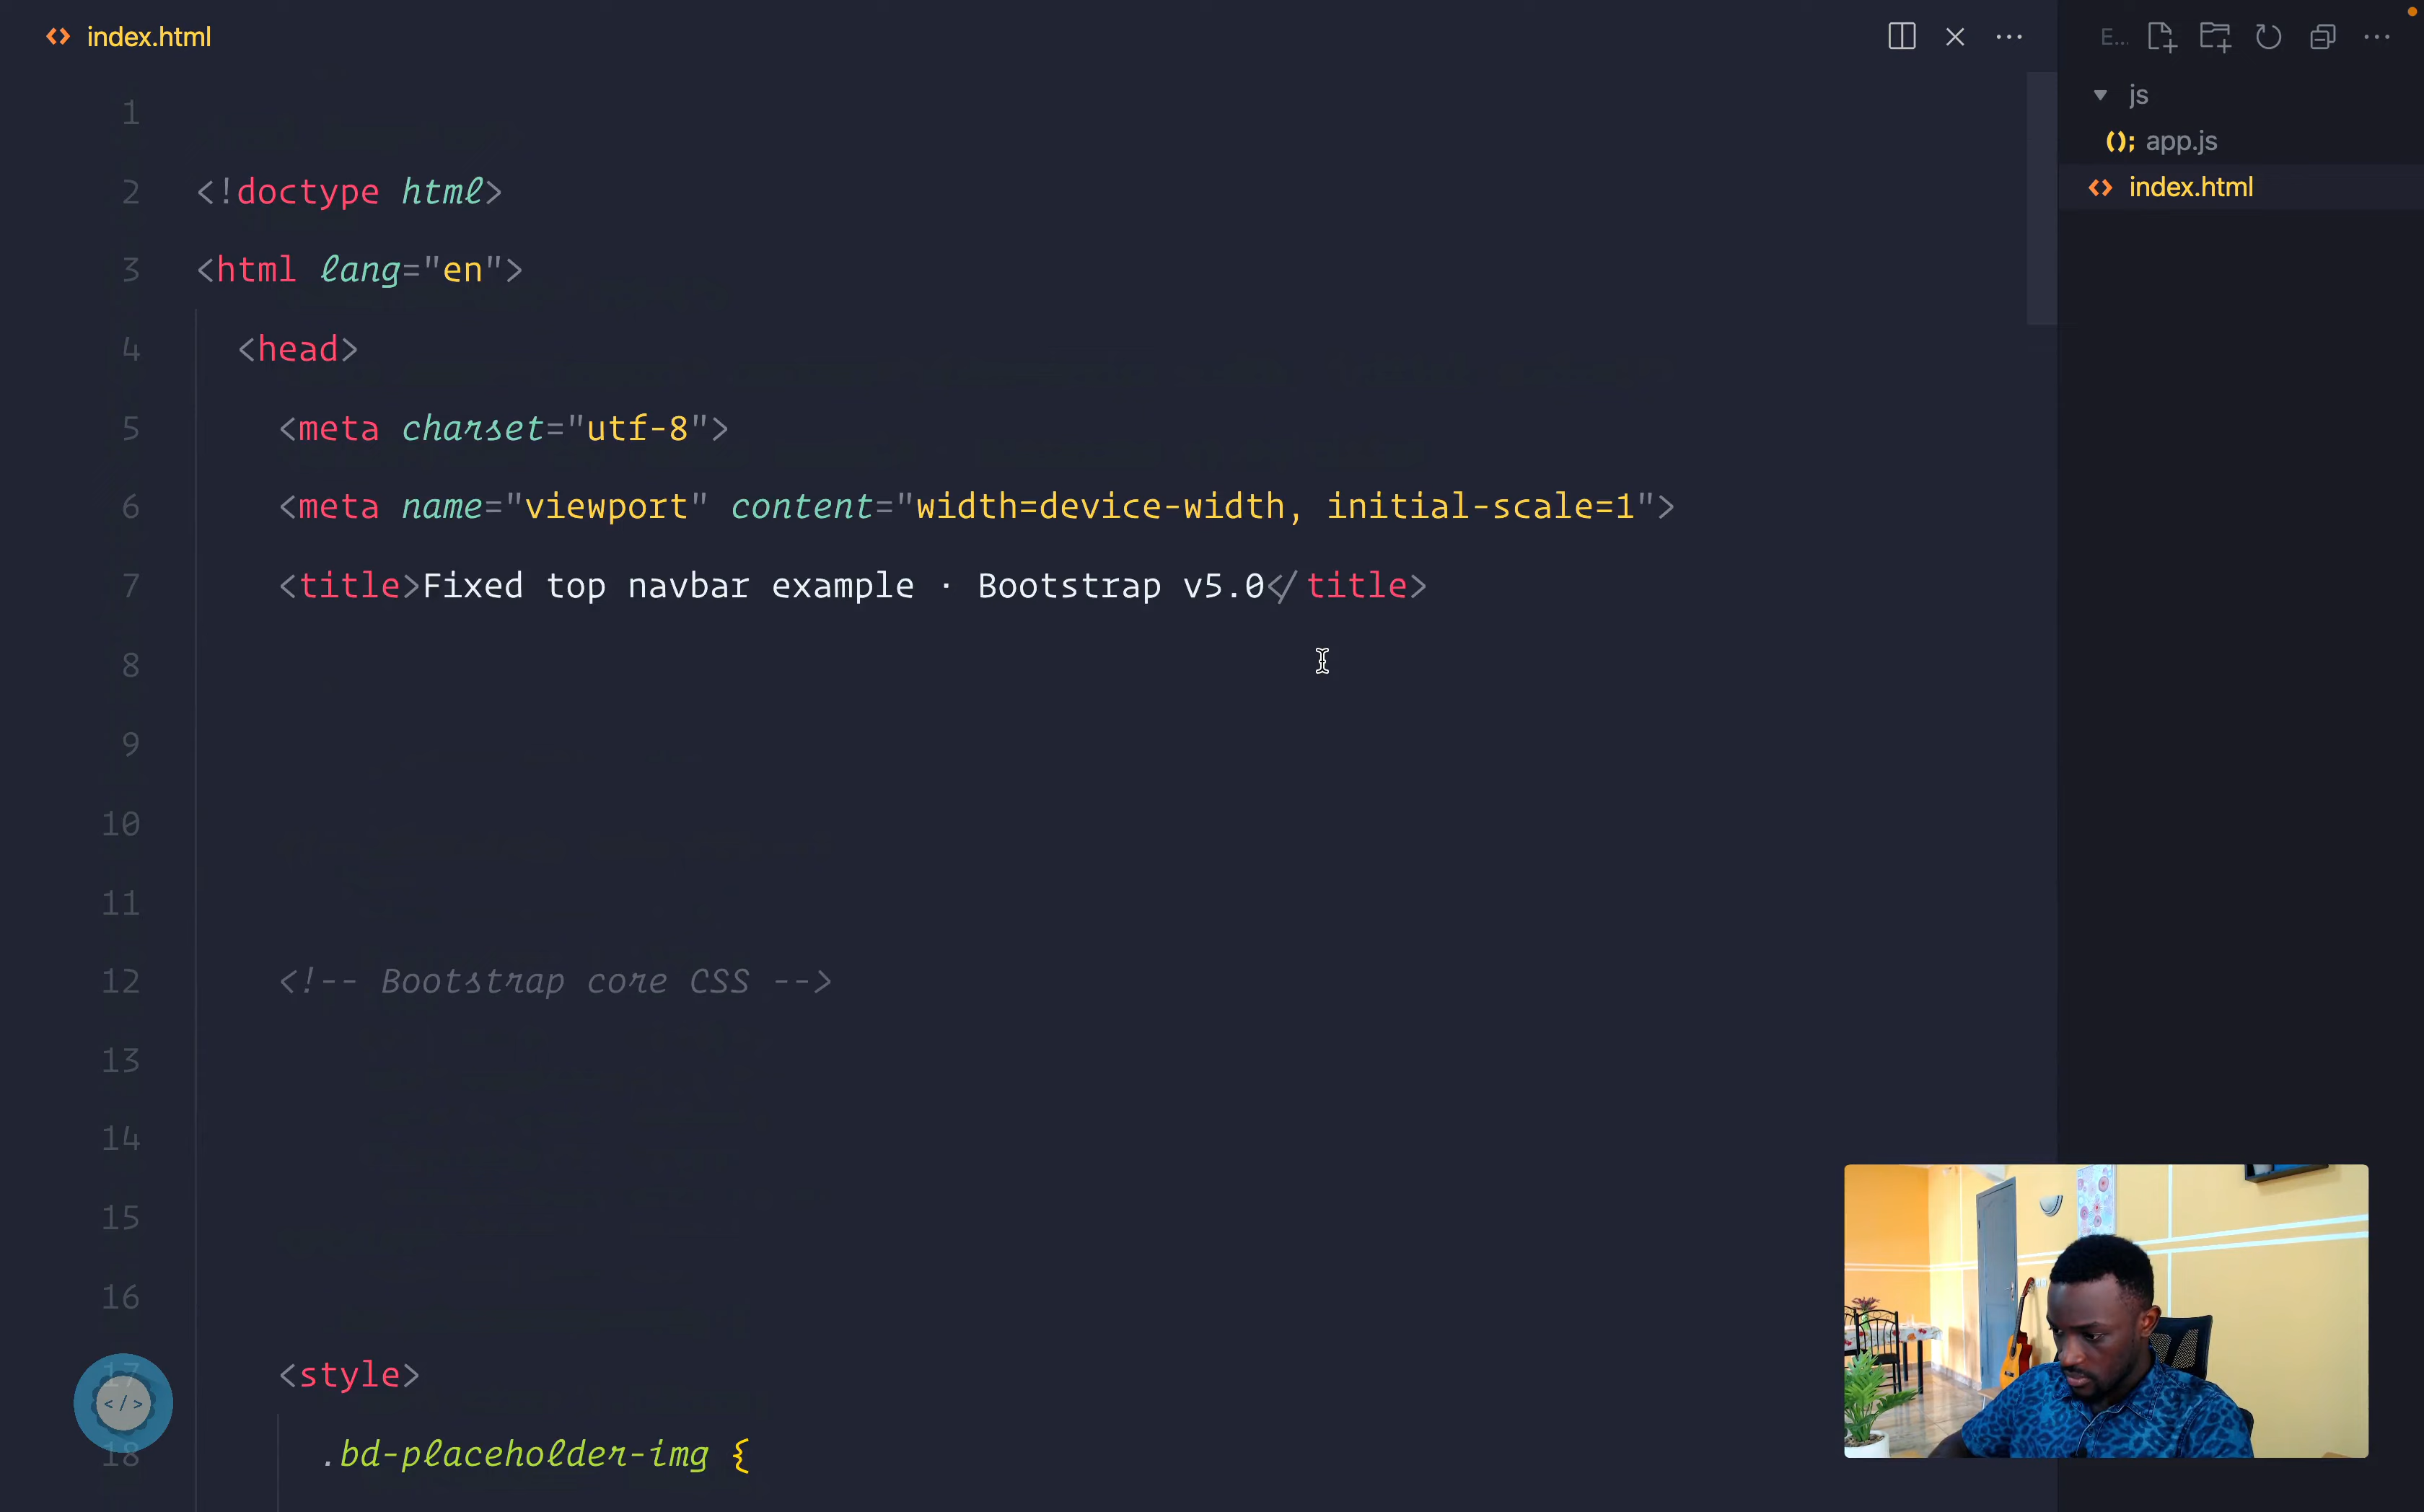 index.html
E...
js
app.js
index.html
1
2 <!doctype html>
3 <html lang="en">
4 <head>
5 <meta charset="utf-8">
6 <meta name="viewport" content="width=device-width, initial-scale=1">
7 <title>Fixed top navbar example · Bootstrap v5.0</title>
8
9
10
11
12 <!-- Bootstrap core CSS -->
13
14
15
16
17 <style>
18 .bd-placeholder-img {
</>